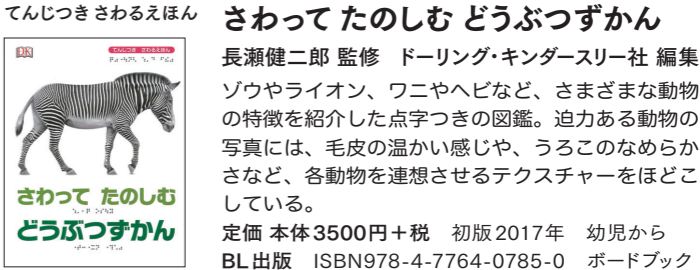 てんじつき さわるえほん
さわって たのしむ どうぶつずかん
長瀬健二郎 監修 ドーリング・キンダースリー社 編集
ゾウやライオン、ワニやヘビなど、さまざまな動物
の特徴を紹介した点字つきの図鑑。迫力ある動物の
写真には、毛皮の温かい感じや、うろこのなめらか
さなど、各動物を連想させるテクスチャーをほどこ
している。
定価 本体3500円＋税 初版2017年 幼児から
BL出版 ISBN978-4-7764-0785-0 ボードブック
DK
てんじつき さわるえほん
さわって たのしむ
どうぶつずかん